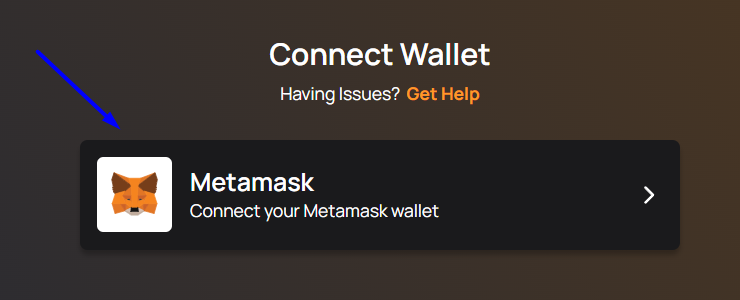 Connect Wallet
Having Issues? Get Help
Metamask
Connect your Metamask wallet